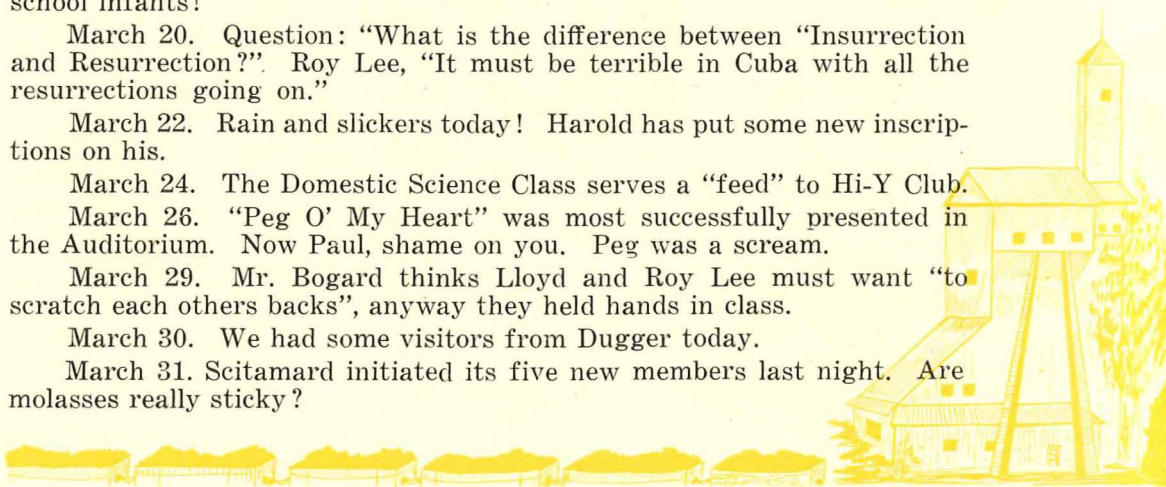 school infants!
March 20. Question: “What is the difference between “Insurrection
and Resurrection?”. Roy Lee, “It must be terrible in Cuba with all the
resurrections going on.”
March 22. Rain and slickers today! Harold has put some new inscrip-
tions on his.
March 24. The Domestic Science Class serves a “feed” to Hi-Y Club.
March 26. “Peg O’ My Heart” was most successfully presented in
the Auditorium. Now Paul, shame on you. Peg was a scream.
March 29. Mr. Bogard thinks Lloyd and Roy Lee must want “to
scratch each others backs”, anyway they held hands in class.
March 30. We had some visitors from Dugger today.
March 31. Scitamard initiated its five new members last night. Are
molasses really sticky?